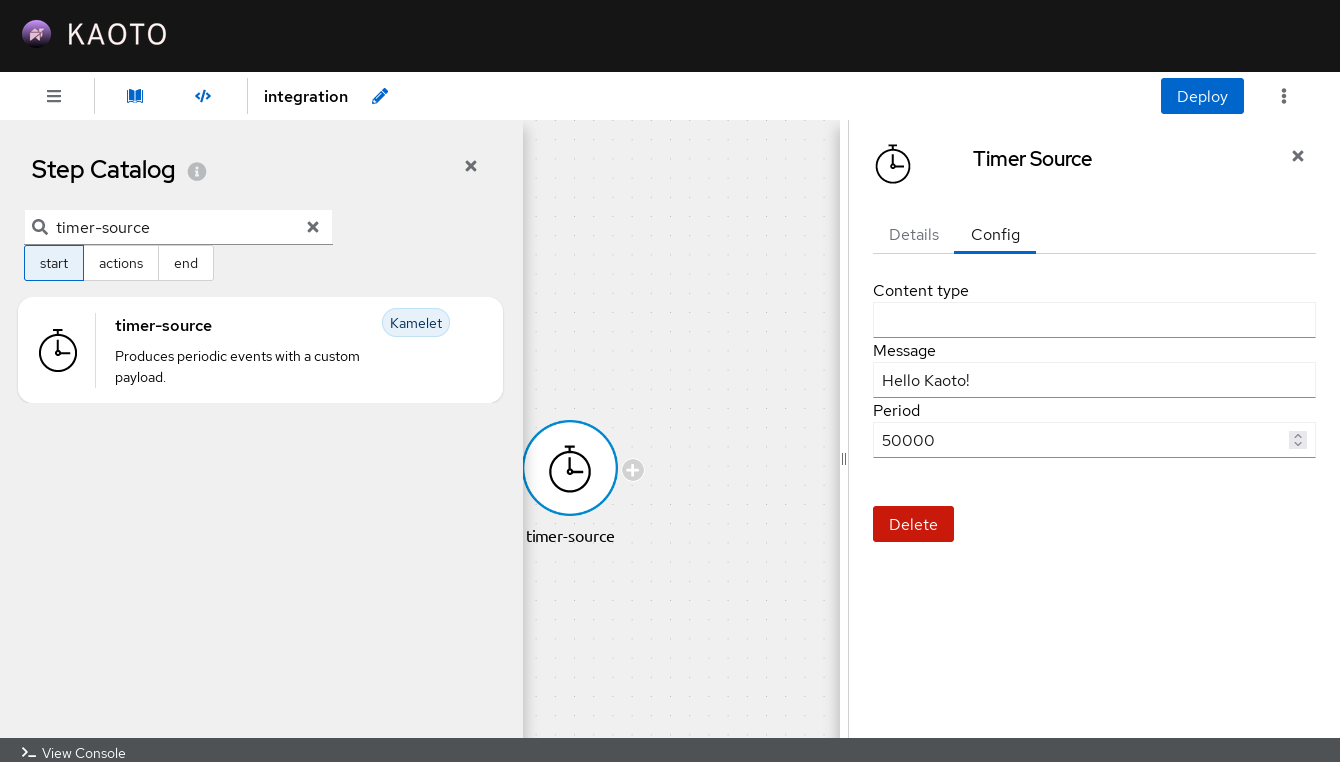 KAOTO
integration
Deploy
Step Catalog
timer-source
start
actions
end
timer-source
Kamelet
Produces periodic events with a custom
payload.
timer-source
Timer Source
Details
Config
Content type
Message
Hello Kaoto!
Period
50000
Delete
View Console